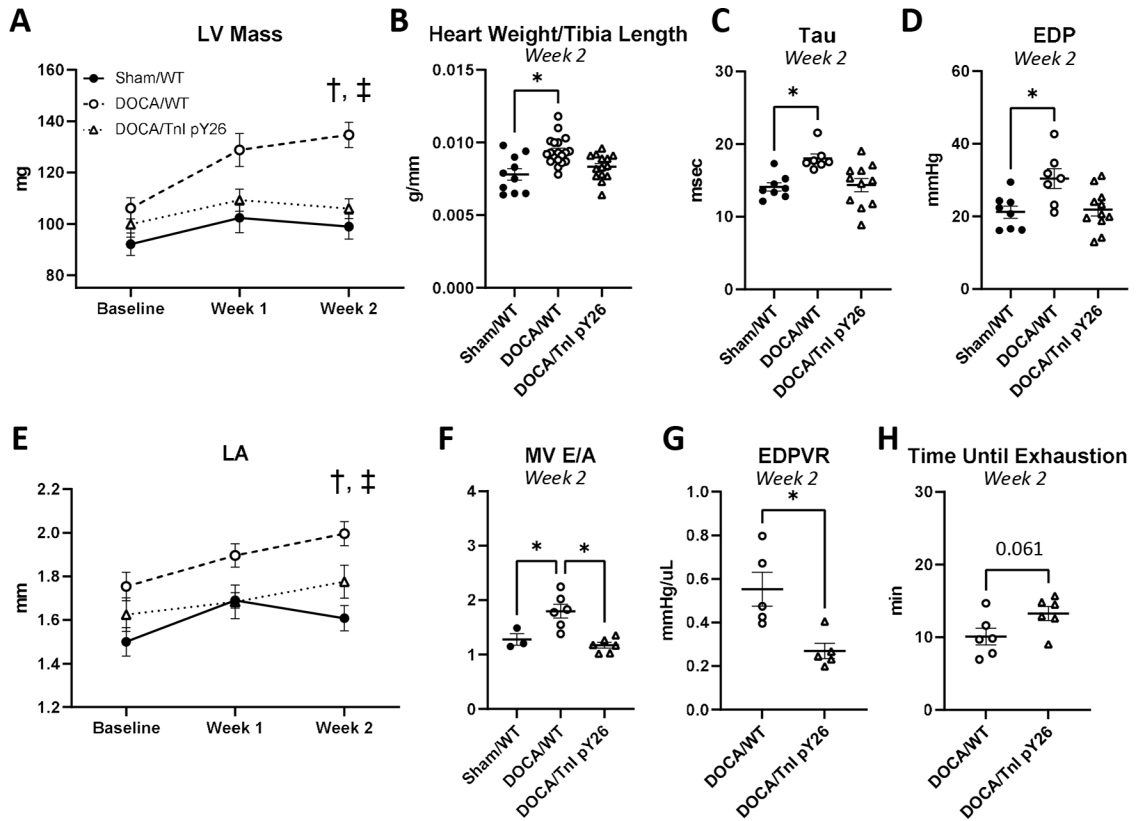 A
LV Mass
160
140
120
100
80
mg
Sham/WT
DOCA/WT
DOCA/TnI pY26
†, ‡
Baseline
Week 1
Week 2
B
Heart Weight/Tibia Length
Week 2
0.015
0.010
0.005
0.000
g/mm
*
Sham/WT
DOCA/WT
DOCA/TnI pY26
C
Tau
Week 2
30
20
10
0
msec
*
Sham/WT
DOCA/WT
DOCA/TnI pY26
D
EDP
Week 2
60
40
20
0
mmHg
*
Sham/WT
DOCA/WT
DOCA/TnI pY26
E
LA
2.2
2.0
1.8
1.6
1.4
1.2
mm
†, ‡
Baseline
Week 1
Week 2
F
MV E/A
Week 2
4
3
2
1
0
*
*
Sham/WT
DOCA/WT
DOCA/TnI pY26
G
EDPVR
Week 2
1.0
0.8
0.6
0.4
0.2
0.0
mmHg/uL
*
DOCA/WT
DOCA/TnI pY26
H
Time Until Exhaustion
Week 2
30
20
10
0
min
0.061
DOCA/WT
DOCA/TnI pY26